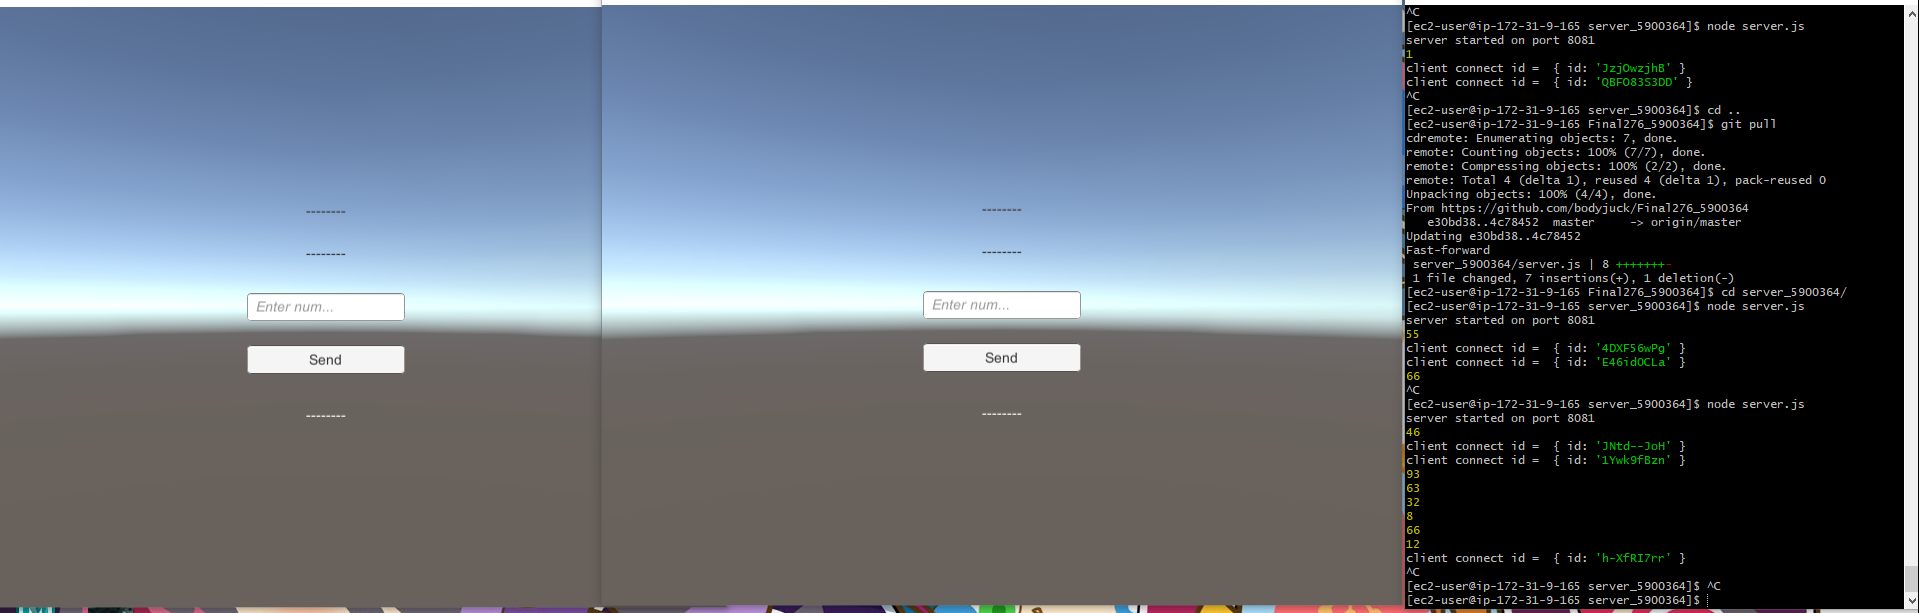 --------
--------
Enter num...
Send
--------
--------
--------
Enter num...
Send
--------
^C
[ec2-user@ip-172-31-9-165 server_5900364]$ node server.js
server started on port 8081
1
client connect id =  { id: 'JzjOwzjhB' }
client connect id =  { id: 'QBFO83S3DD' }
^C
[ec2-user@ip-172-31-9-165 server_5900364]$ cd ..
[ec2-user@ip-172-31-9-165 Final276_5900364]$ git pull
cdremote: Enumerating objects: 7, done.
remote: Counting objects: 100% (7/7), done.
remote: Compressing objects: 100% (2/2), done.
remote: Total 4 (delta 1), reused 4 (delta 1), pack-reused 0
Unpacking objects: 100% (4/4), done.
From https://github.com/bodyjuck/Final276_5900364
   e30bd38..4c78452  master     -> origin/master
Updating e30bd38..4c78452
Fast-forward
 server_5900364/server.js | 8 +++++++-
 1 file changed, 7 insertions(+), 1 deletion(-)
[ec2-user@ip-172-31-9-165 Final276_5900364]$ cd server_5900364/
[ec2-user@ip-172-31-9-165 server_5900364]$ node server.js
server started on port 8081
55
client connect id =  { id: '4DXF56wPg' }
client connect id =  { id: 'E46idOCLa' }
66
^C
[ec2-user@ip-172-31-9-165 server_5900364]$ node server.js
server started on port 8081
46
client connect id =  { id: 'JNtd--JoH' }
client connect id =  { id: '1Ywk9fBzn' }
93
63
32
8
66
12
client connect id =  { id: 'h-XfRI7rr' }
^C
[ec2-user@ip-172-31-9-165 server_5900364]$ ^C
[ec2-user@ip-172-31-9-165 server_5900364]$